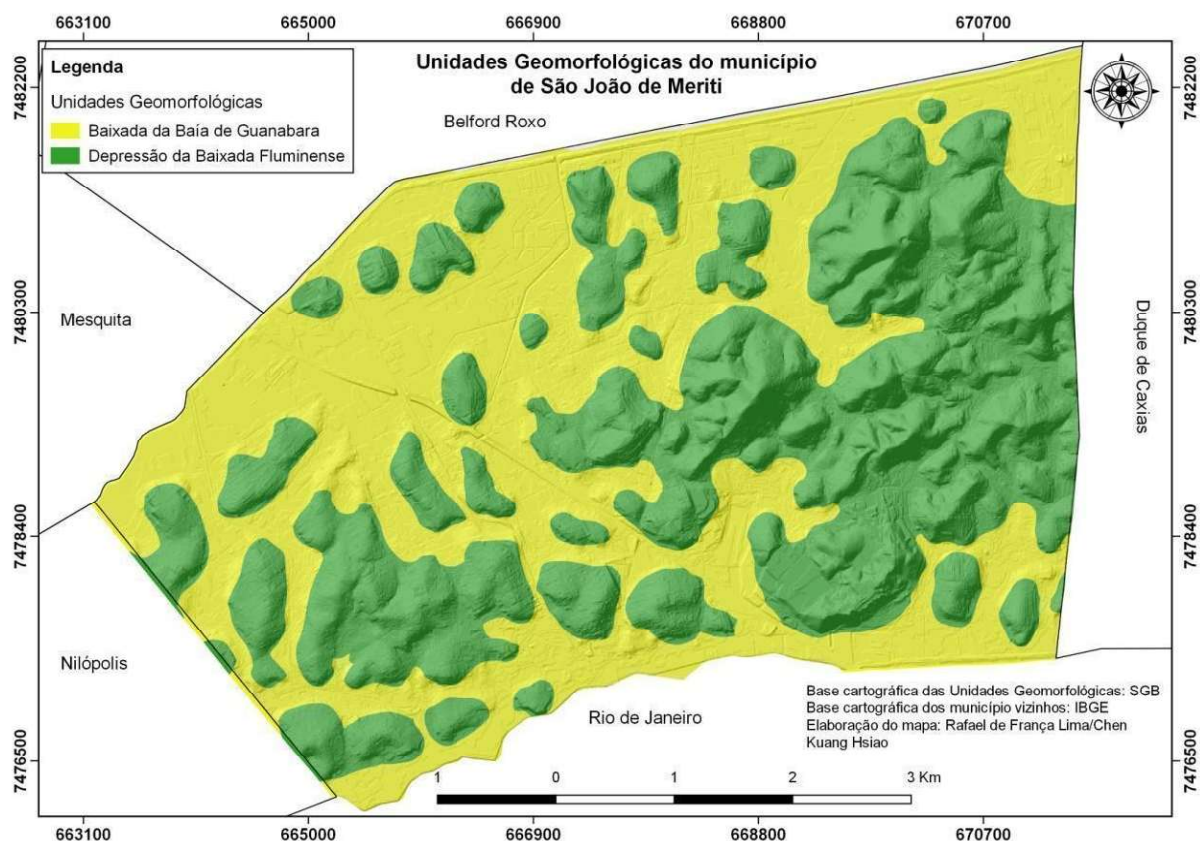 663100 665000 666900 668800 670700
Unidades Geomorfológicas do município
de São João de Meriti
Legenda
Unidades Geomorfológicas
Baixada da Baía de Guanabara
Depressão da Baixada Fluminense
7482200
7482200
Belford Roxo
7480300
7480300
Mesquita
Duque de Caxias
7478400
7478400
Nilópolis
Rio de Janeiro
Base cartográfica das Unidades Geomorfológicas: SGB
Base cartográfica dos município vizinhos: IBGE
Elaboração do mapa: Rafael de França Lima/Chen
Kuang Hsiao
7476500
7476500
1 0 1 2 3 Km
663100 665000 666900 668800 670700